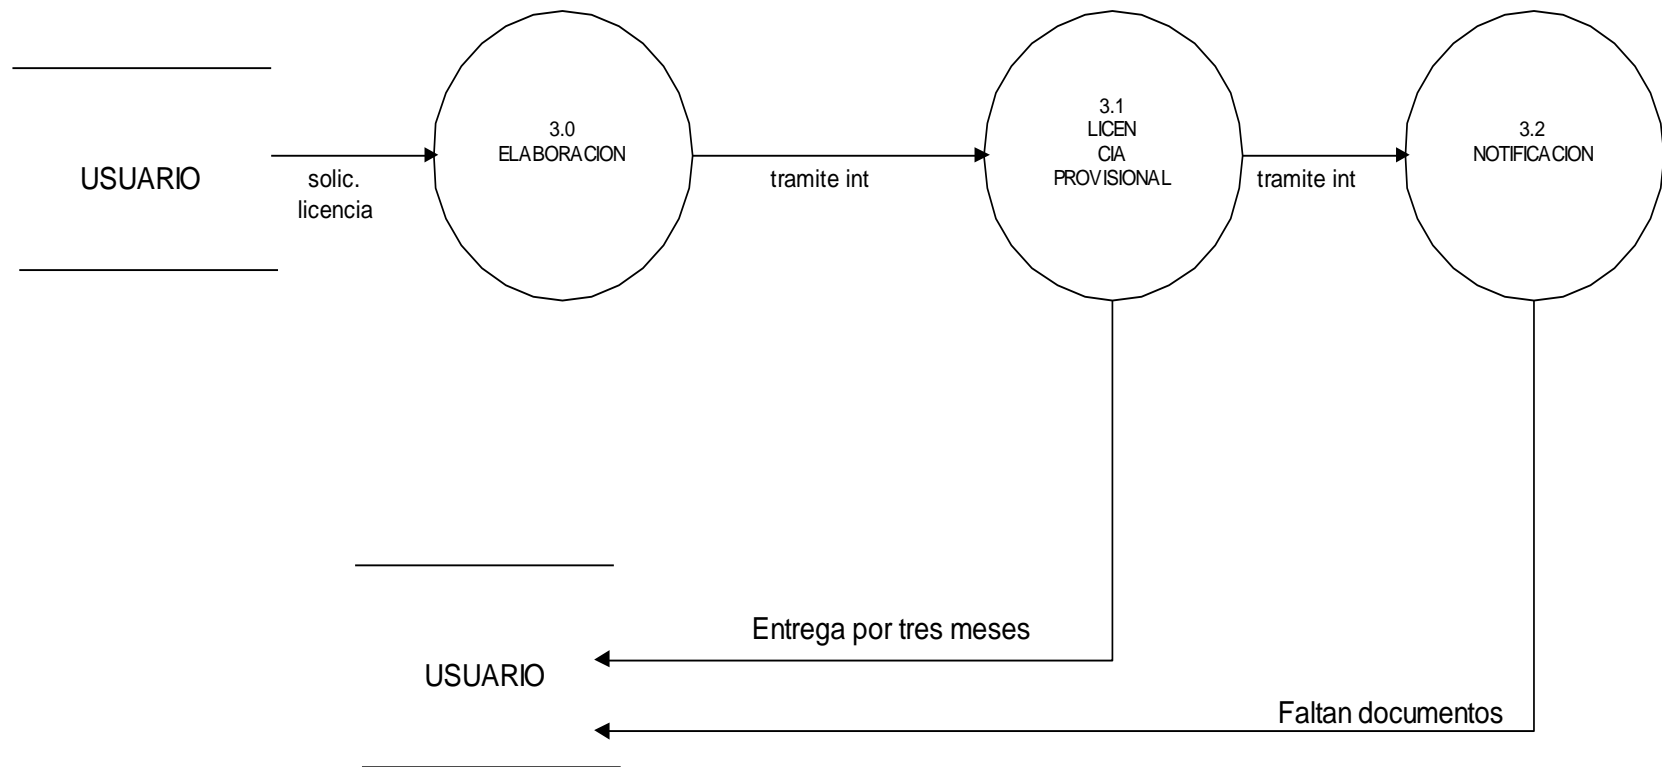 3.0
ELABORACION
3.1
LICEN
CIA
PROVISIONAL
3.2
NOTIFICACION
USUARIO
solic.
licencia
tramite int
tramite int
Entrega por tres meses
USUARIO
Faltan documentos